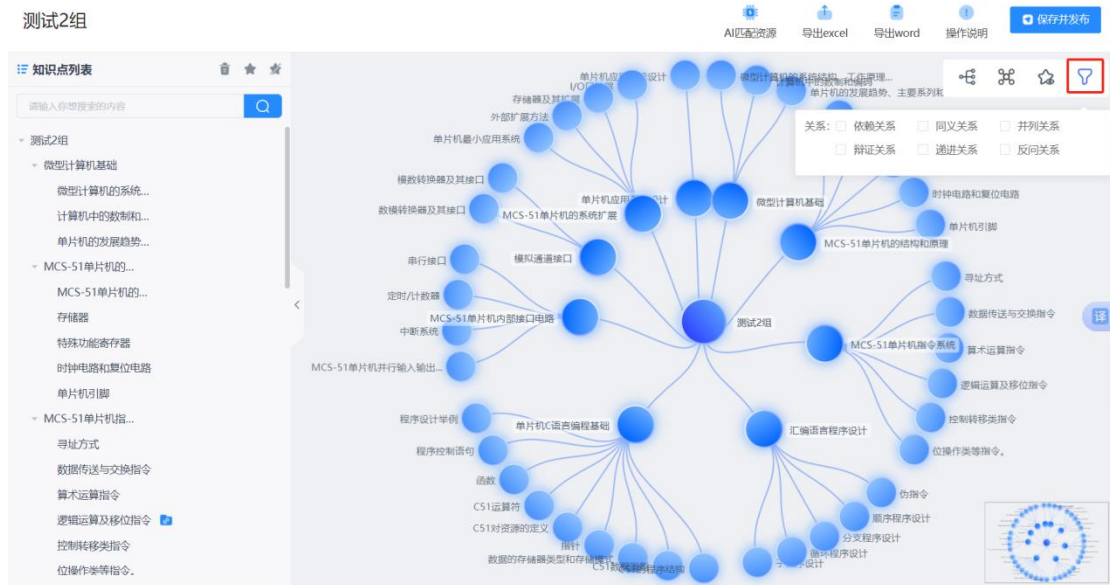 测试2组
AI匹配资源 导出excel 导出word 操作说明 保存并发布
知识点列表
请输入你想搜索的内容
测试2组
微型计算机基础
微型计算机的系统...
计算机中的数制和...
单片机的发展趋势...
MCS-51单片机的...
MCS-51单片机的...
存储器
特殊功能寄存器
时钟电路和复位电路
单片机引脚
MCS-51单片机指...
寻址方式
数据传送与交换指令
算术运算指令
逻辑运算及移位指令
控制转移类指令
位操作类等指令。
关系: 依赖关系 同义关系 并列关系
辩证关系 递进关系 反问关系
存储器及其扩展
外部扩展方法
单片机最小应用系统
模数转换器及其接口
数模转换器及其接口
单片机的发展趋势、主要系列和
单片机应用
MCS-51单片机的系统扩展
微型计算机基础
时钟电路和复位电路
单片机引脚
MCS-51单片机的结构和原理
串行接口
模拟通道接口
寻址方式
定时/计数器
MCS-51单片机内部接口电路
中断系统
测试2组
数据传送与交换指令
译
MCS-51单片机指令系统
算术运算指令
MCS-51单片机并行输入输出...
逻辑运算及移位指令
程序设计举例
单片机C语言编程基础
汇编语言程序设计
控制转移类指令
程序控制语句
位操作类等指令。
函数
伪指令
C51运算符
顺序程序设计
C51对资源的定义
分支程序设计
指针
循环程序设计
数据的存储器类型和存储模式